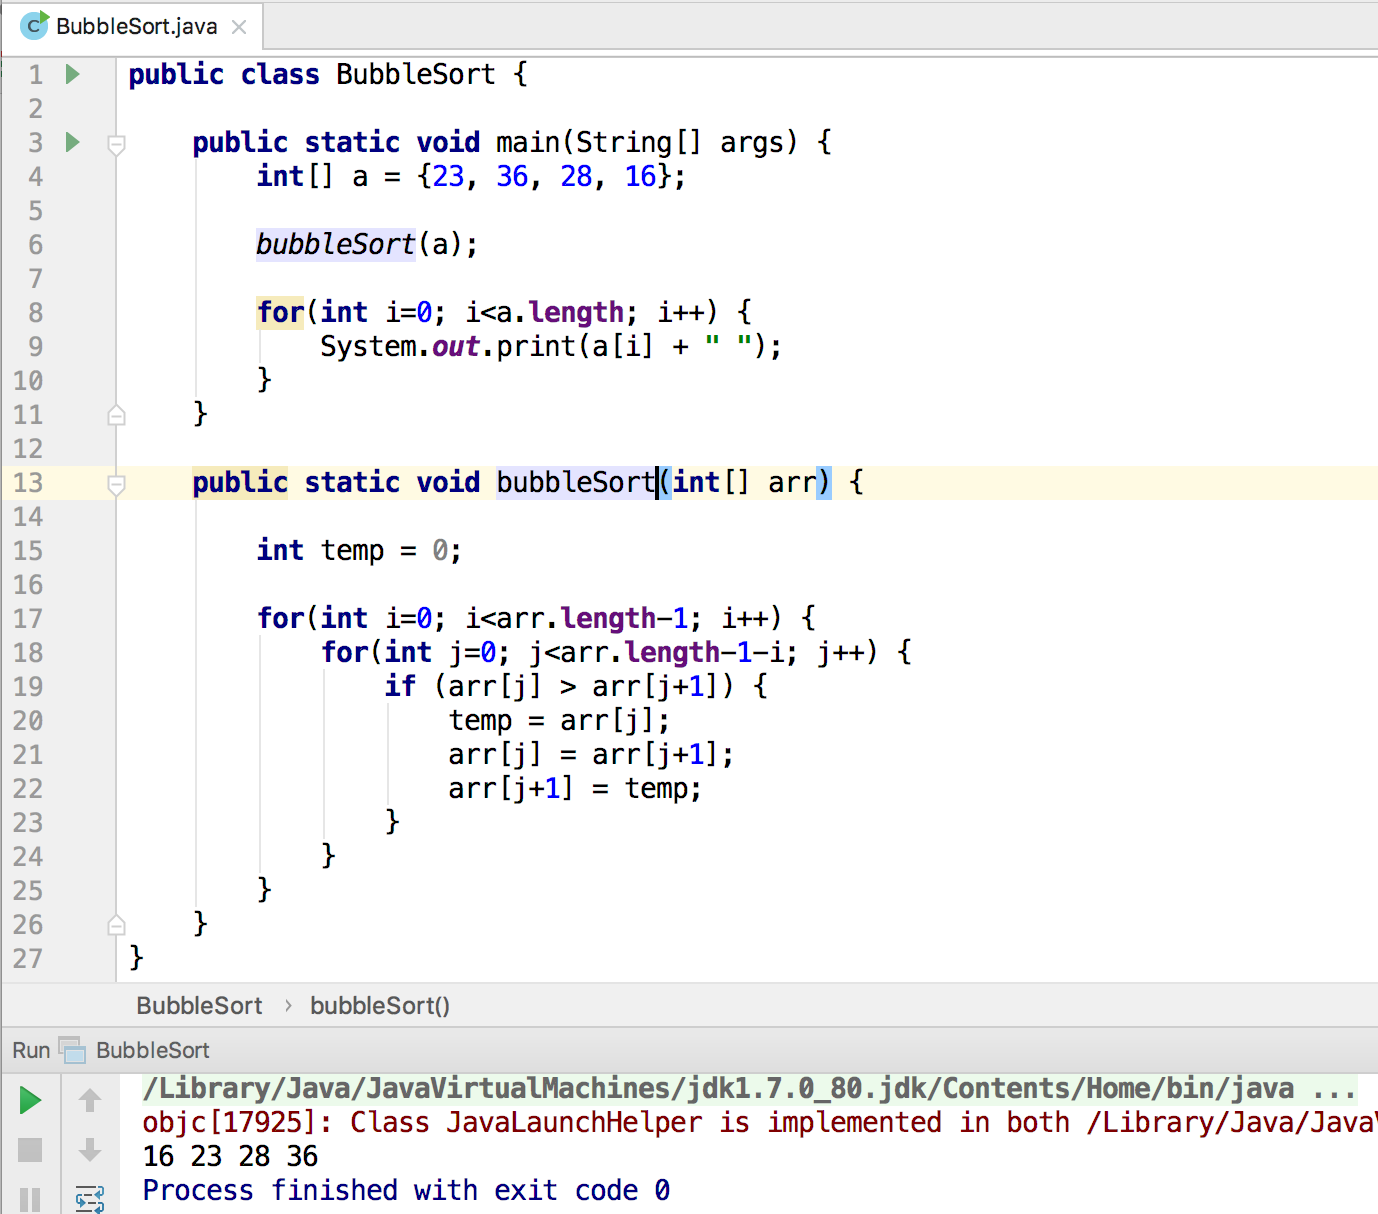 BubbleSort.java
1 public class BubbleSort {
2
3 public static void main(String[] args) {
4 int[] a = {23, 36, 28, 16};
5
6 bubbleSort(a);
7
8 for(int i=0; i<a.length; i++) {
9 System.out.print(a[i] + " ");
10 }
11 }
12
13 public static void bubbleSort(int[] arr) {
14
15 int temp = 0;
16
17 for(int i=0; i<arr.length-1; i++) {
18 for(int j=0; j<arr.length-1-i; j++) {
19 if (arr[j] > arr[j+1]) {
20 temp = arr[j];
21 arr[j] = arr[j+1];
22 arr[j+1] = temp;
23 }
24 }
25 }
26 }
27 }
BubbleSort › bubbleSort()
Run BubbleSort
/Library/Java/JavaVirtualMachines/jdk1.7.0_80.jdk/Contents/Home/bin/java ...
objc[17925]: Class JavaLaunchHelper is implemented in both /Library/Java/Java
16 23 28 36
Process finished with exit code 0